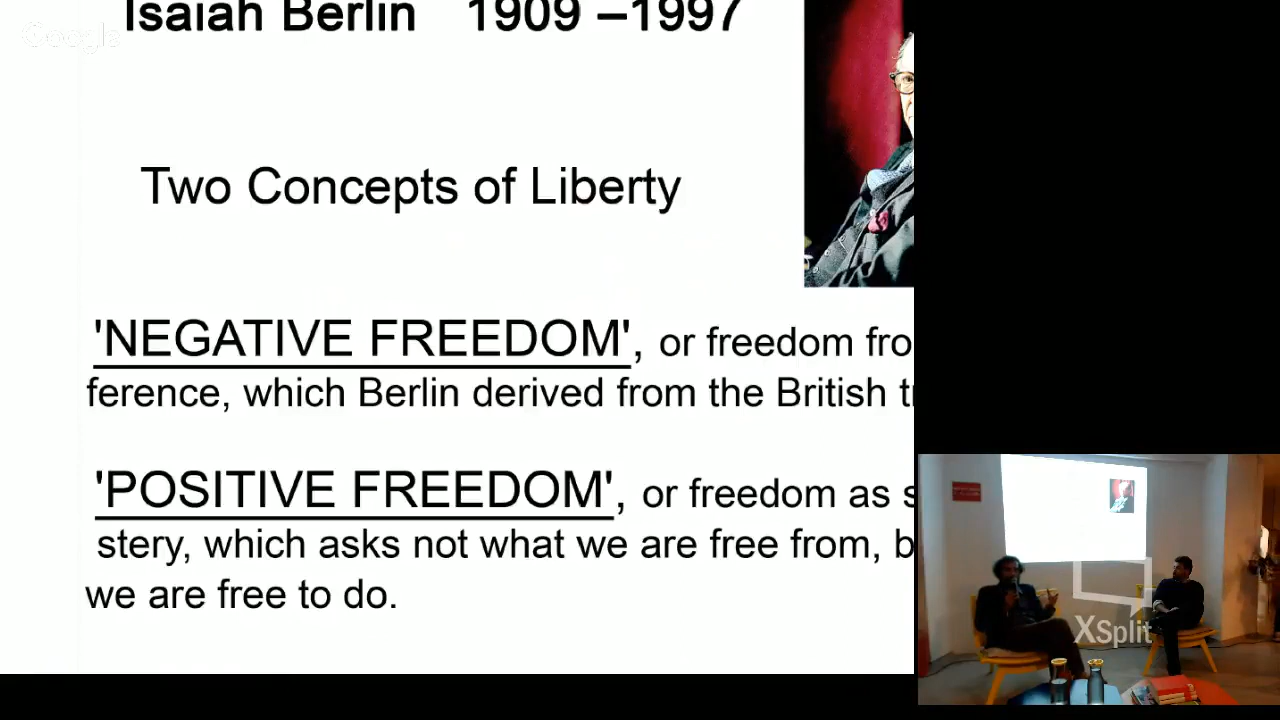 Isaiah Berlin 1909 –1997
Google
Two Concepts of Liberty
'NEGATIVE FREEDOM', or freedom fro
ference, which Berlin derived from the British t
'POSITIVE FREEDOM', or freedom as s
stery, which asks not what we are free from, b
we are free to do.
XSplit